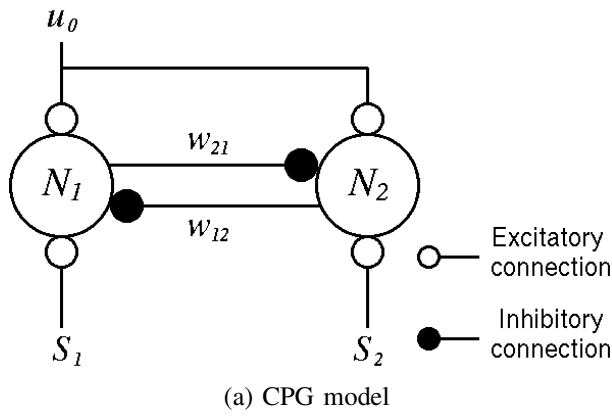 u0
w21
N1
N2
w12
Excitatory
connection
Inhibitory
connection
S1
S2
(a) CPG model